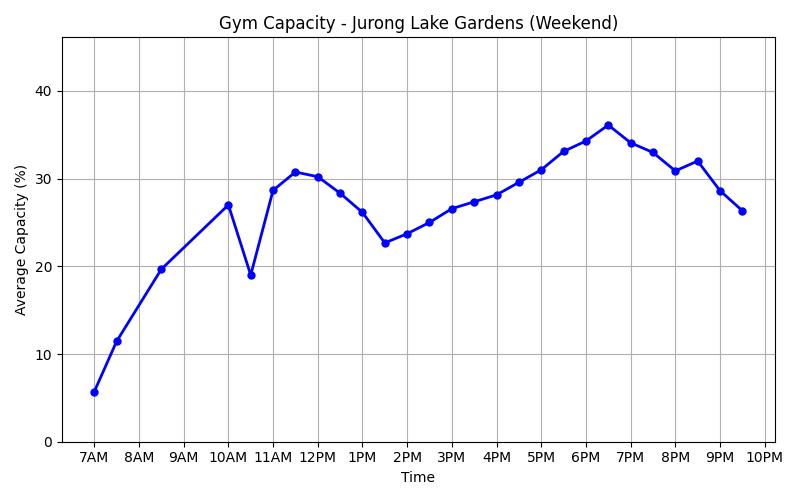 Gym Capacity - Jurong Lake Gardens (Weekend)
Average Capacity (%)
40
30
20
10
0
7AM 8AM 9AM 10AM 11AM 12PM 1PM 2PM 3PM 4PM 5PM 6PM 7PM 8PM 9PM 10PM
Time